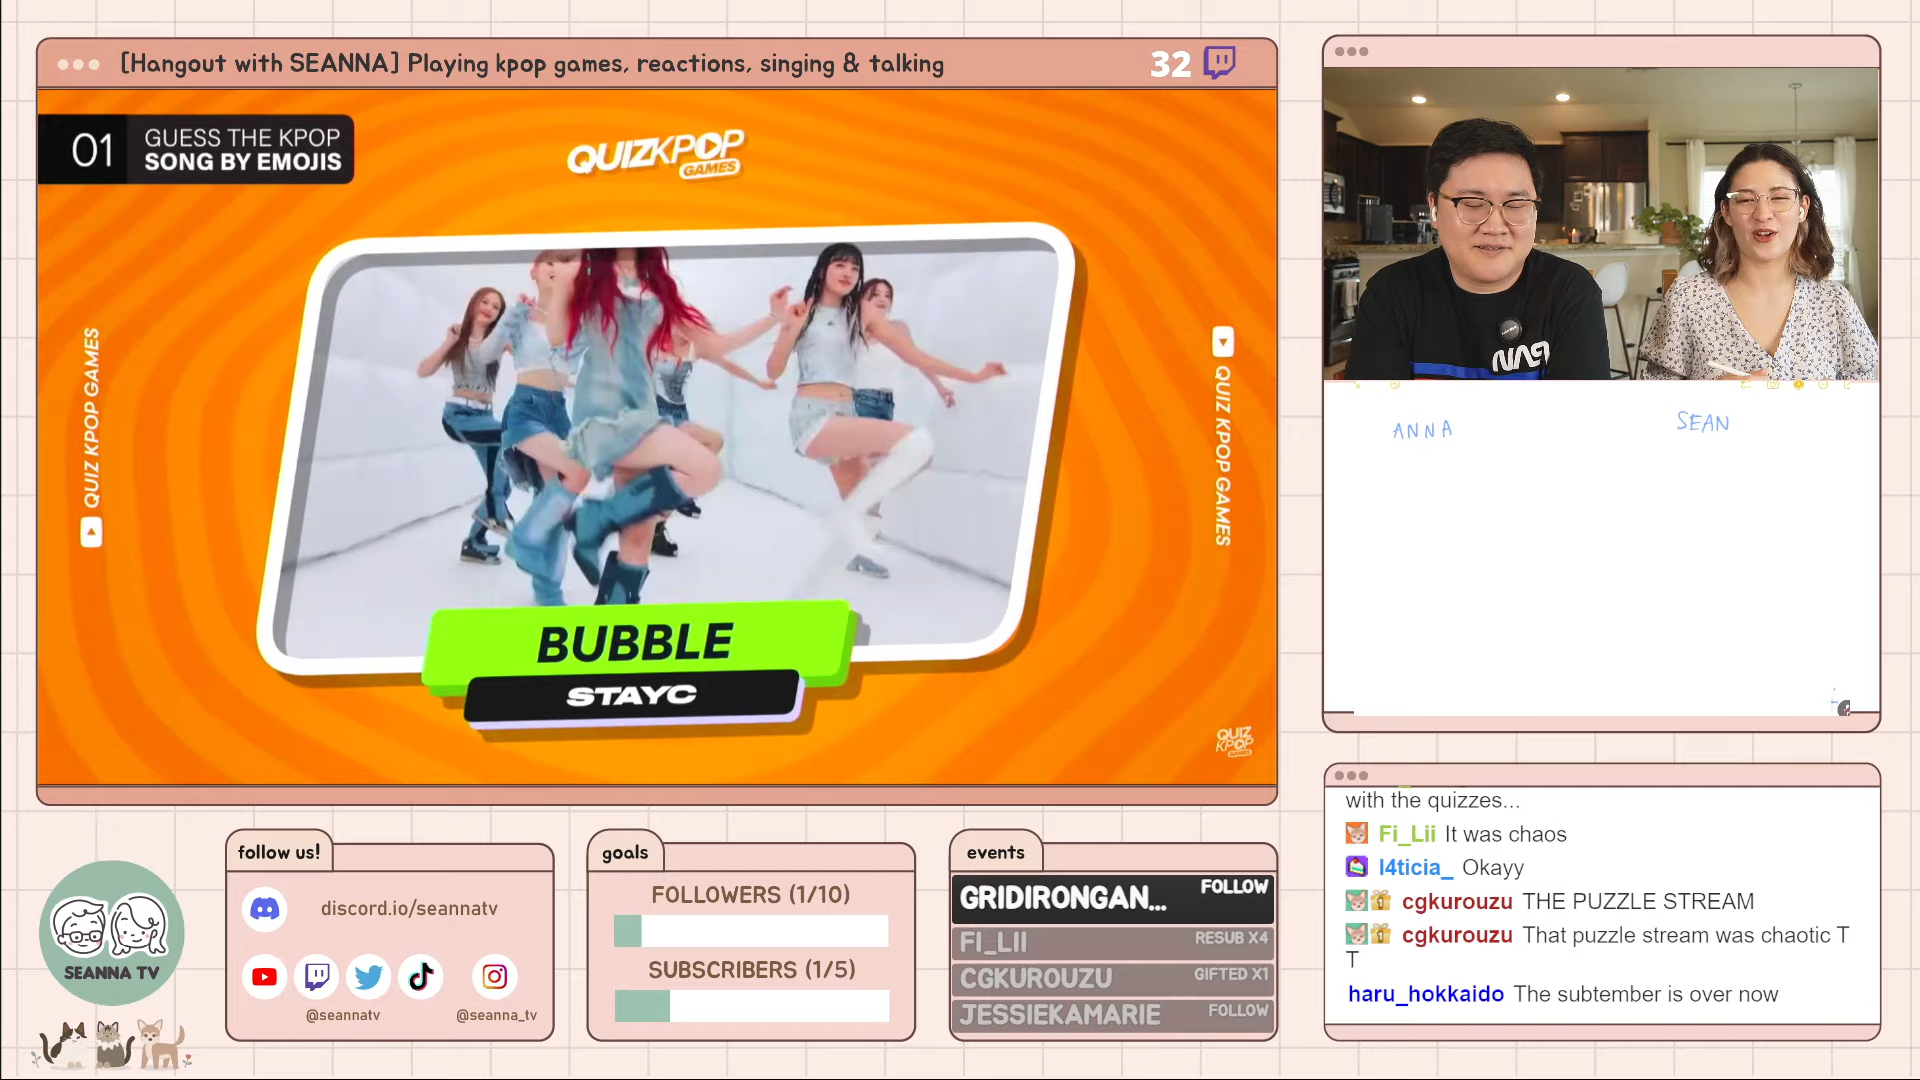 [Hangout with SEANNA] Playing kpop games, reactions, singing & talking
32
01
GUESS THE KPOP
SONG BY EMOJIS
QUIZKPOP
GAMES
QUIZ KPOP GAMES
QUIZ KPOP GAMES
BUBBLE
STAYC
QUIZ
KPOP
GAMES
ANNA
SEAN
with the quizzes...
Fi_Lii It was chaos
l4ticia_ Okayy
cgkurouzu THE PUZZLE STREAM
cgkurouzu That puzzle stream was chaotic T
T
haru_hokkaido The subtember is over now
SEANNA TV
follow us!
discord.io/seannatv
@seannatv
@seanna_tv
goals
FOLLOWERS (1/10)
SUBSCRIBERS (1/5)
events
GRIDIRONGAN... FOLLOW
FI_LII RESUB X4
CGKUROUZU GIFTED X1
JESSIEKAMARIE FOLLOW